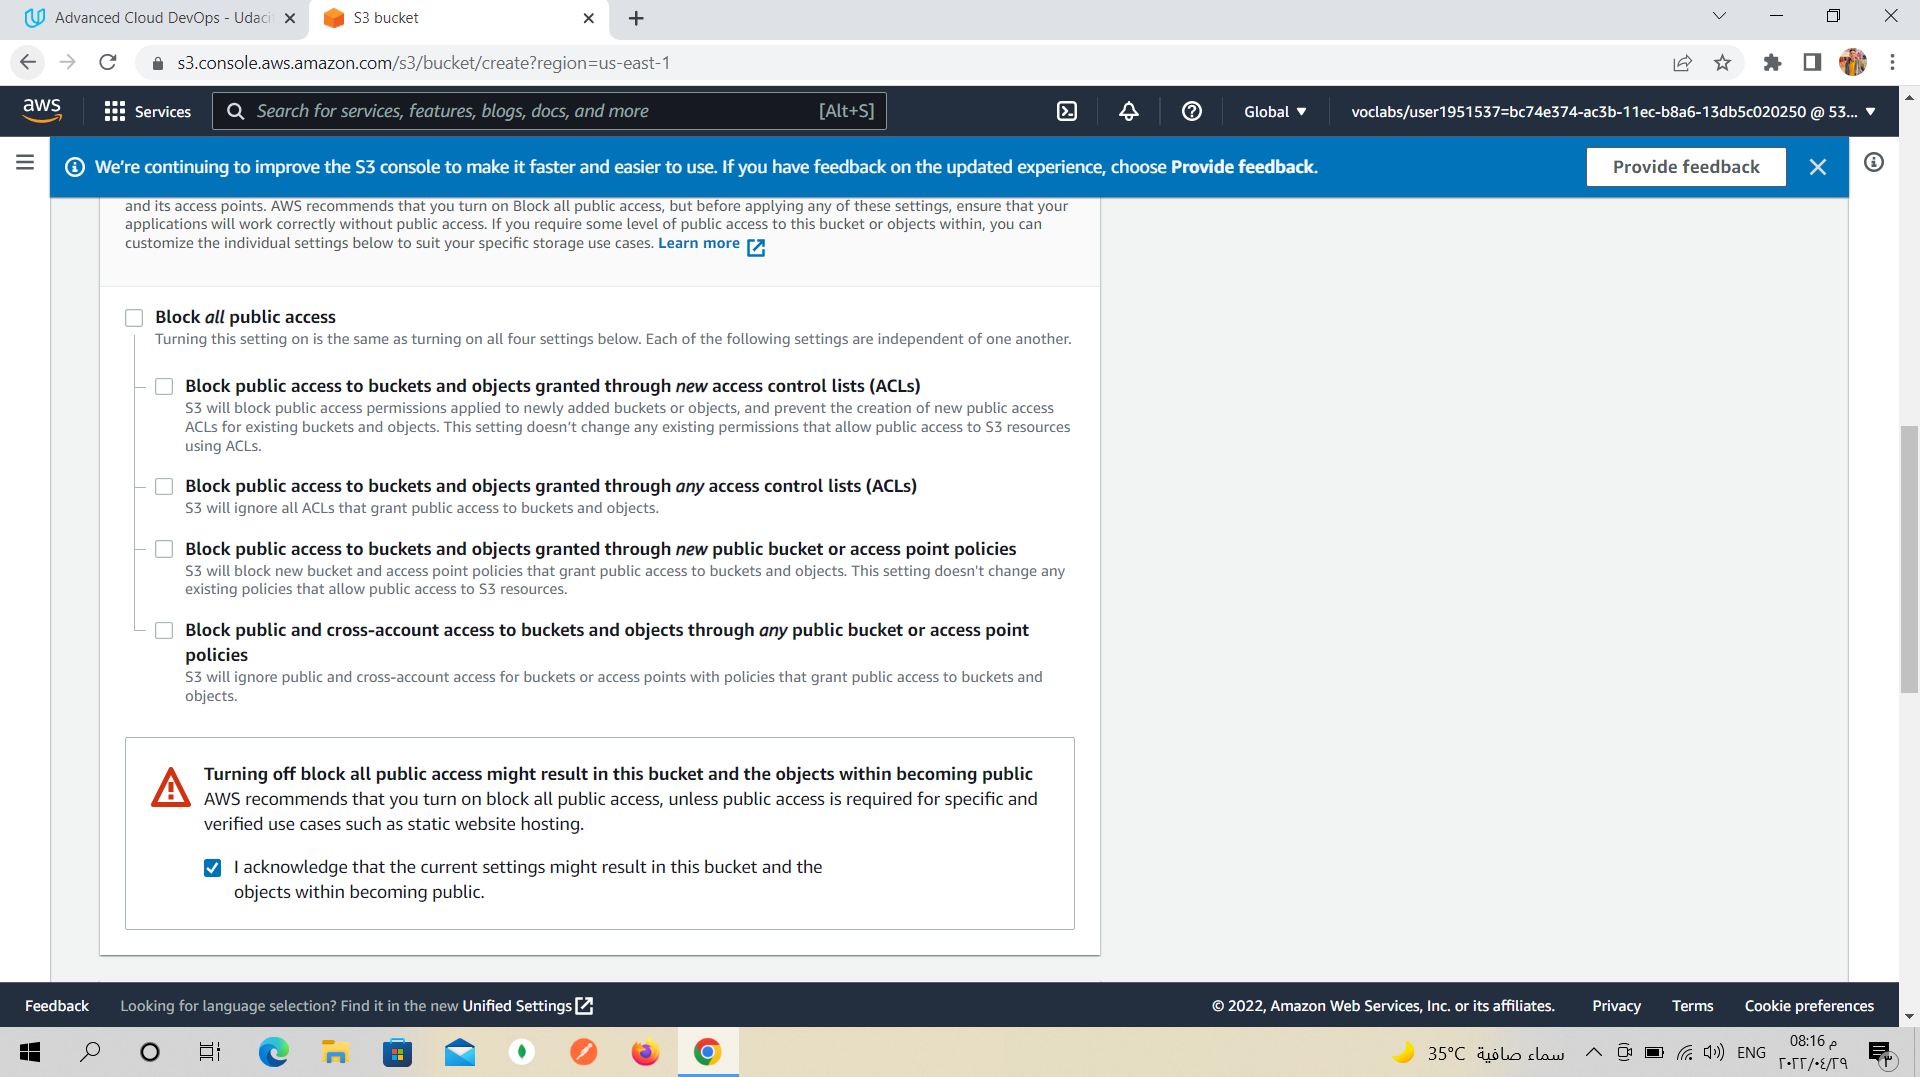 Advanced Cloud DevOps - Udaci
S3 bucket
s3.console.aws.amazon.com/s3/bucket/create?region=us-east-1
aws
Services
Search for services, features, blogs, docs, and more
[Alt+S]
Global
voclabs/user1951537=bc74e374-ac3b-11ec-b8a6-13db5c020250 @ 53...
We're continuing to improve the S3 console to make it faster and easier to use. If you have feedback on the updated experience, choose Provide feedback.
Provide feedback
and its access points. AWS recommends that you turn on Block all public access, but before applying any of these settings, ensure that your
applications will work correctly without public access. If you require some level of public access to this bucket or objects within, you can
customize the individual settings below to suit your specific storage use cases. Learn more
Block all public access
Turning this setting on is the same as turning on all four settings below. Each of the following settings are independent of one another.
Block public access to buckets and objects granted through new access control lists (ACLs)
S3 will block public access permissions applied to newly added buckets or objects, and prevent the creation of new public access
ACLs for existing buckets and objects. This setting doesn't change any existing permissions that allow public access to S3 resources
using ACLs.
Block public access to buckets and objects granted through any access control lists (ACLs)
S3 will ignore all ACLs that grant public access to buckets and objects.
Block public access to buckets and objects granted through new public bucket or access point policies
S3 will block new bucket and access point policies that grant public access to buckets and objects. This setting doesn't change any
existing policies that allow public access to S3 resources.
Block public and cross-account access to buckets and objects through any public bucket or access point
policies
S3 will ignore public and cross-account access for buckets or access points with policies that grant public access to buckets and
objects.
Turning off block all public access might result in this bucket and the objects within becoming public
AWS recommends that you turn on block all public access, unless public access is required for specific and
verified use cases such as static website hosting.
I acknowledge that the current settings might result in this bucket and the
objects within becoming public.
Feedback
Looking for language selection? Find it in the new Unified Settings
© 2022, Amazon Web Services, Inc. or its affiliates.
Privacy
Terms
Cookie preferences
35°C سماء صافية
ENG
08:16 م
٢٠٢٢/٠٤/٢٩
٣